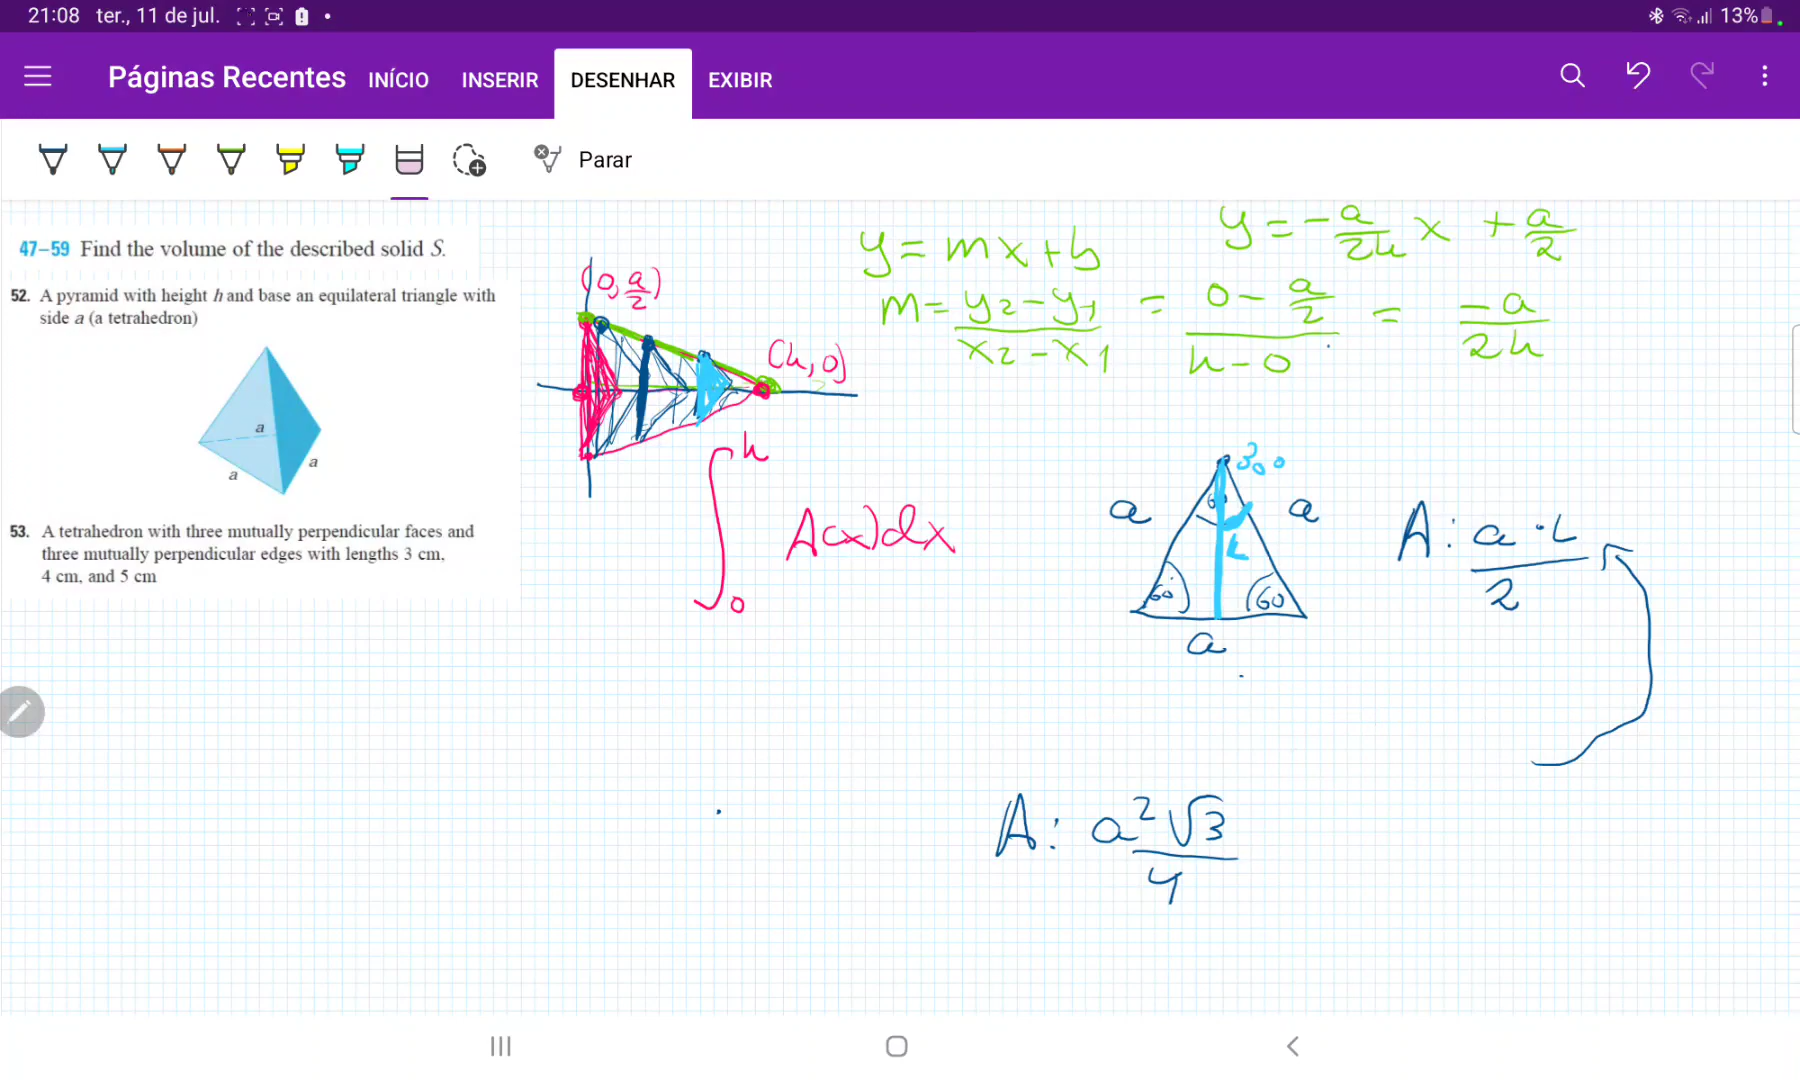 21:08 ter., 11 de jul. 13%
Páginas Recentes INÍCIO INSERIR DESENHAR EXIBIR
Parar
47–59 Find the volume of the described solid S.
52. A pyramid with height h and base an equilateral triangle with
side a (a tetrahedron)
a
a
a
53. A tetrahedron with three mutually perpendicular faces and
three mutually perpendicular edges with lengths 3 cm,
4 cm, and 5 cm
(0, a/2)
(h, 0)
y = mx + b
y = -a/2h x + a/2
m = y2 - y1 / x2 - x1 = 0 - a/2 / h - 0 = -a/2h
∫ h 0 A(x)dx
30°
60
a
a
L
60
60
a
A: a·L/2
A: a²√3/4